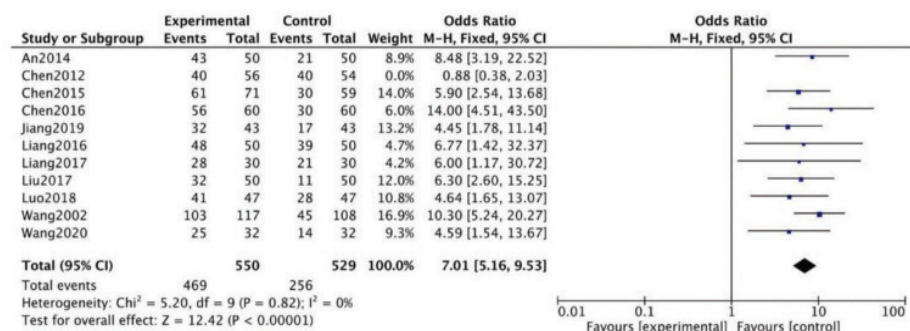 Experimental Control Odds Ratio Odds Ratio
Study or Subgroup Events Total Events Total Weight M-H, Fixed, 95% CI M-H, Fixed, 95% CI
An2014 43 50 21 50 8.9% 8.48 [3.19, 22.52]
Chen2012 40 56 40 54 0.0% 0.88 [0.38, 2.03]
Chen2015 61 71 30 59 14.0% 5.90 [2.54, 13.68]
Chen2016 56 60 30 60 6.0% 14.00 [4.51, 43.50]
Jiang2019 32 43 17 43 13.2% 4.45 [1.78, 11.14]
Liang2016 48 50 39 50 4.7% 6.77 [1.42, 32.37]
Liang2017 28 30 21 30 4.2% 6.00 [1.17, 30.72]
Liu2017 32 50 11 50 12.0% 6.30 [2.60, 15.25]
Luo2018 41 47 28 47 10.8% 4.64 [1.65, 13.07]
Wang2002 103 117 45 108 16.9% 10.30 [5.24, 20.27]
Wang2020 25 32 14 32 9.3% 4.59 [1.54, 13.67]
Total (95% CI) 550 529 100.0% 7.01 [5.16, 9.53]
Total events 469 256
Heterogeneity: Chi² = 5.20, df = 9 (P = 0.82); I² = 0%
Test for overall effect: Z = 12.42 (P < 0.00001)
0.01 0.1 1 10 100
Favours [experimental] Favours [control]